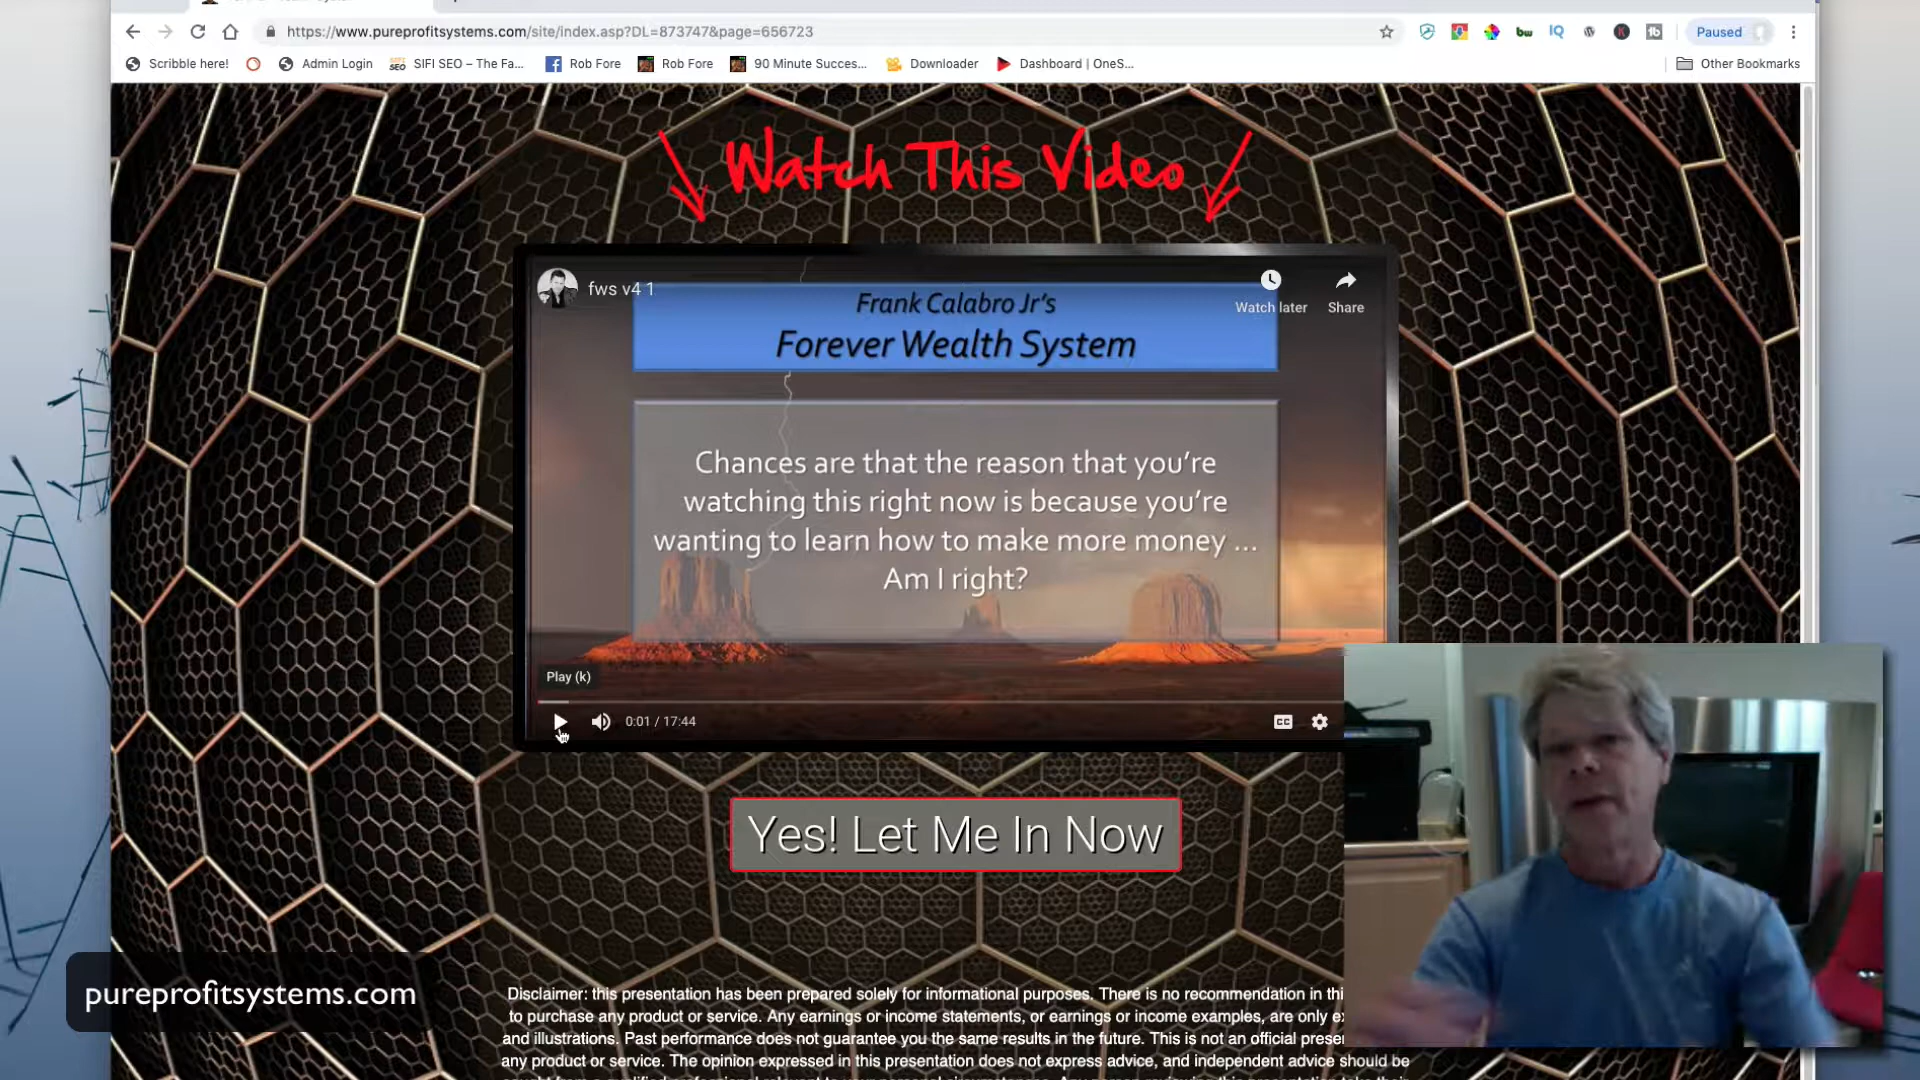 https://www.pureprofitsystems.com/site/index.asp?DL=873747&page=656723
bw
IQ
K
tb
Paused
Scribble here!
Admin Login
SIFI SEO – The Fa...
Rob Fore
Rob Fore
90 Minute Succes...
Downloader
Dashboard | OneS...
Other Bookmarks
Watch This Video
fws v4 1
Watch later
Share
Frank Calabro Jr's
Forever Wealth System
Chances are that the reason that you're
watching this right now is because you're
wanting to learn how to make more money ...
Am I right?
Play (k)
0:01 / 17:44
CC
Yes! Let Me In Now
pureprofitsystems.com
Disclaimer: this presentation has been prepared solely for informational purposes. There is no recommendation in
to purchase any product or service. Any earnings or income statements, or earnings or income examples, are only
and illustrations. Past performance does not guarantee you the same results in the future. This is not an official
any product or service. The opinion expressed in this presentation does not express advice, and independent advice should be